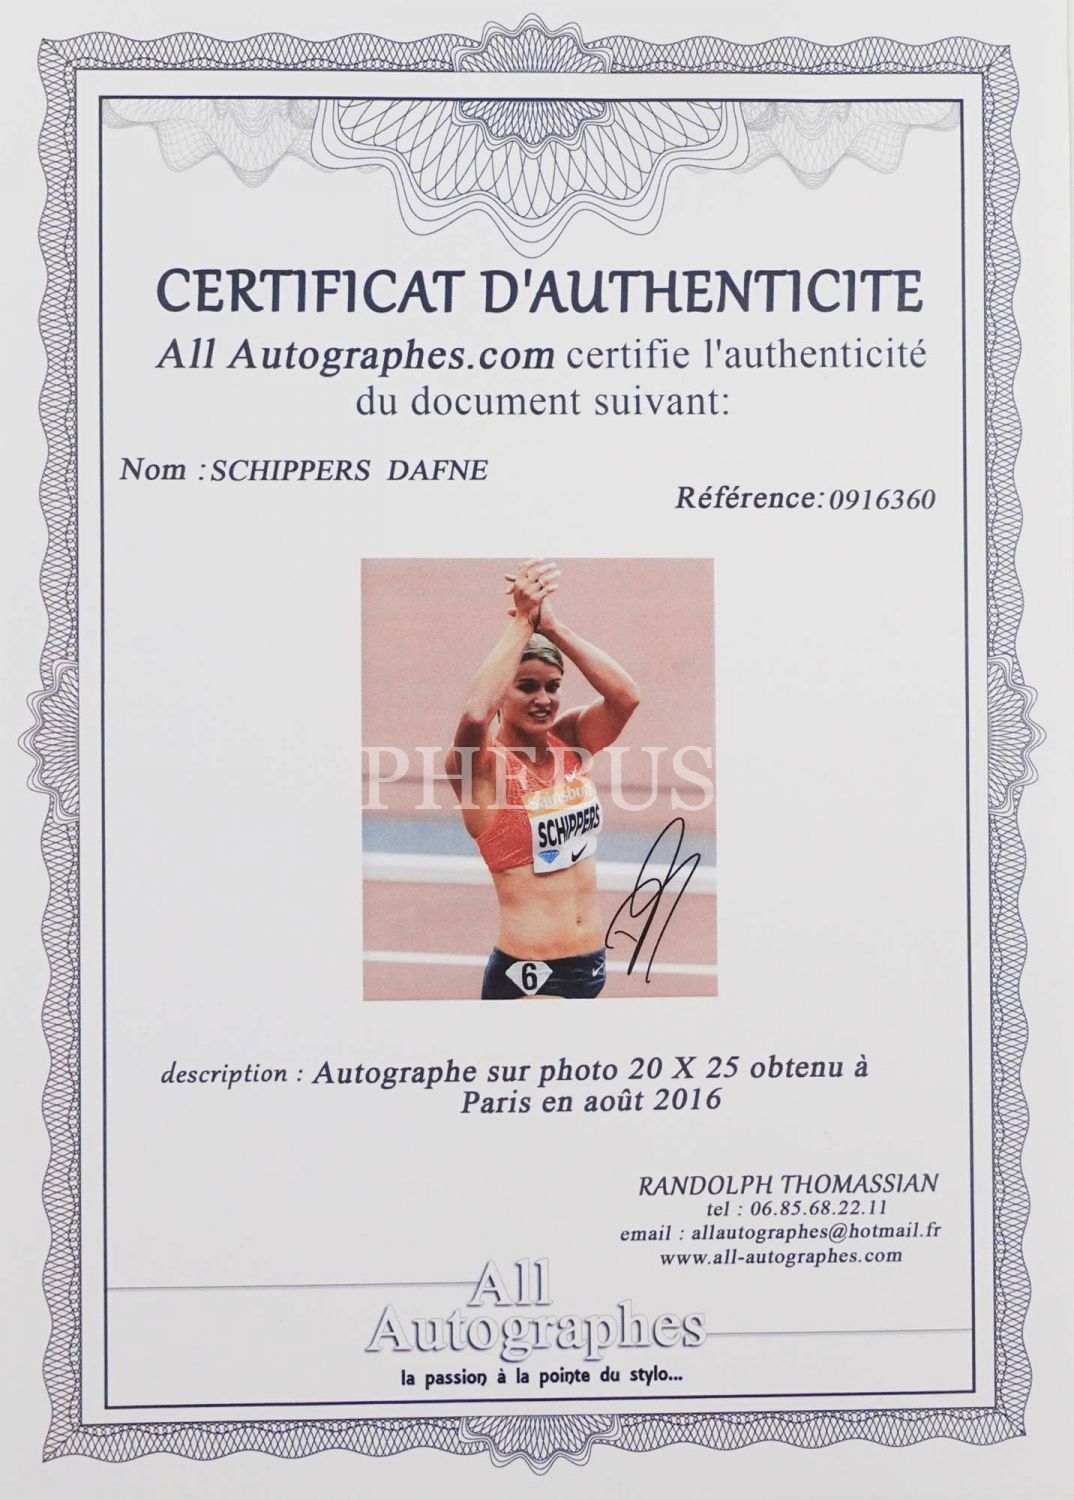 CERTIFICAT D'AUTHENTICITE
All Autographes.com certifie l'authenticité
du document suivant:
Nom : SCHIPPERS DAFNE
Référence: 0916360
PHEBUS
Sainsbury
SCHIPPERS
6
description : Autographe sur photo 20 X 25 obtenu à
Paris en août 2016
RANDOLPH THOMASSIAN
tel : 06.85.68.22.11
email : allautographes@hotmail.fr
www.all-autographes.com
All
Autographes
la passion à la pointe du stylo...